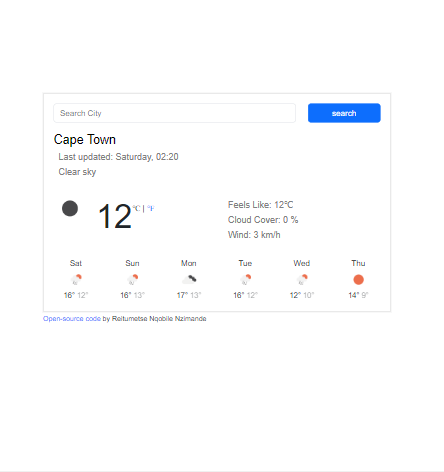 Search City
search
Cape Town
Last updated: Saturday, 02:20
Clear sky
12 °C | °F
Feels Like: 12°C
Cloud Cover: 0 %
Wind: 3 km/h
Sat Sun Mon Tue Wed Thu
16° 12° 16° 13° 17° 13° 16° 12° 12° 10° 14° 9°
Open-source code by Reitumetse Nqobile Nzimande